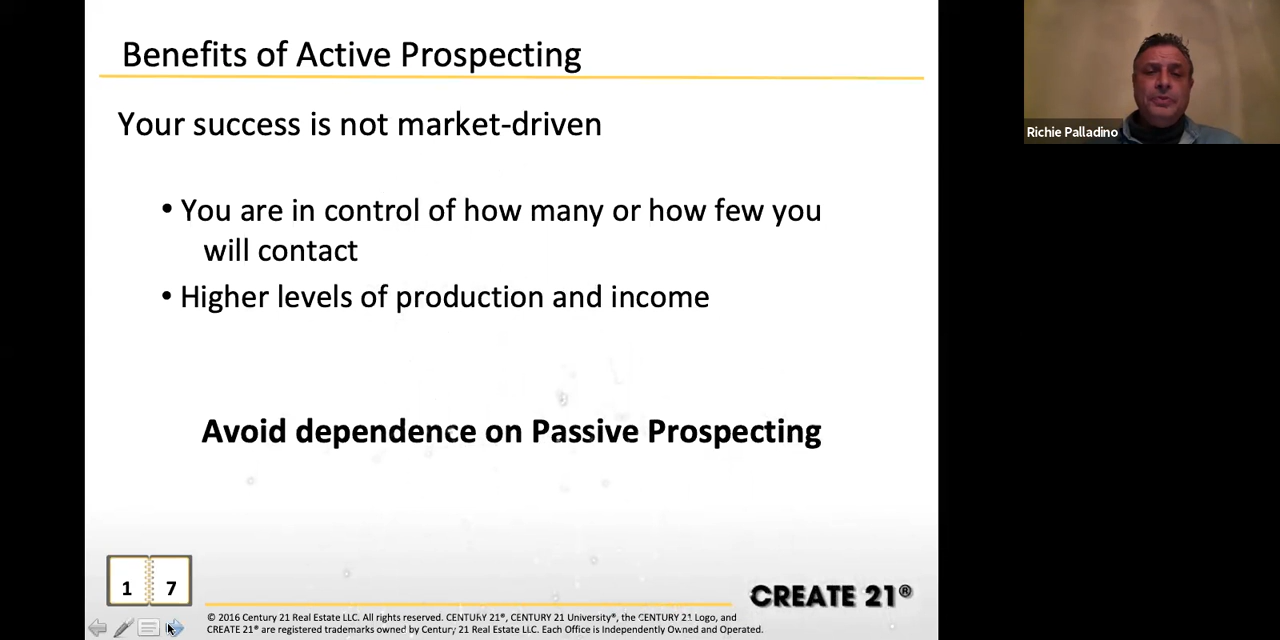 Benefits of Active Prospecting
Your success is not market-driven
• You are in control of how many or how few you
will contact
• Higher levels of production and income
Avoid dependence on Passive Prospecting
1 7
CREATE 21®
© 2016 Century 21 Real Estate LLC. All rights reserved. CENTURY 21®, CENTURY 21 University®, the CENTURY 21 Logo, and
CREATE 21® are registered trademarks owned by Century 21 Real Estate LLC. Each Office is Independently Owned and Operated.
Richie Palladino